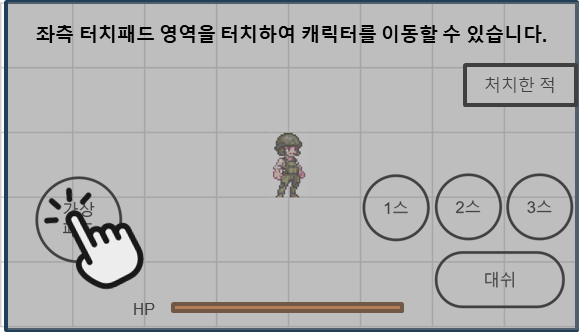 좌측 터치패드 영역을 터치하여 캐릭터를 이동할 수 있습니다.
처치한 적
가상
1스
2스
3스
대쉬
HP